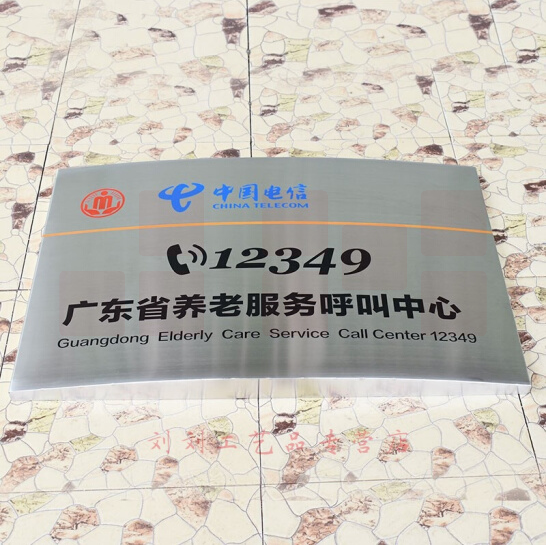 中国电信
CHINA TELECOM
12349
广东省养老服务呼叫中心
Guangdong Elderly Care Service Call Center 12349
刘刘工艺品专营店